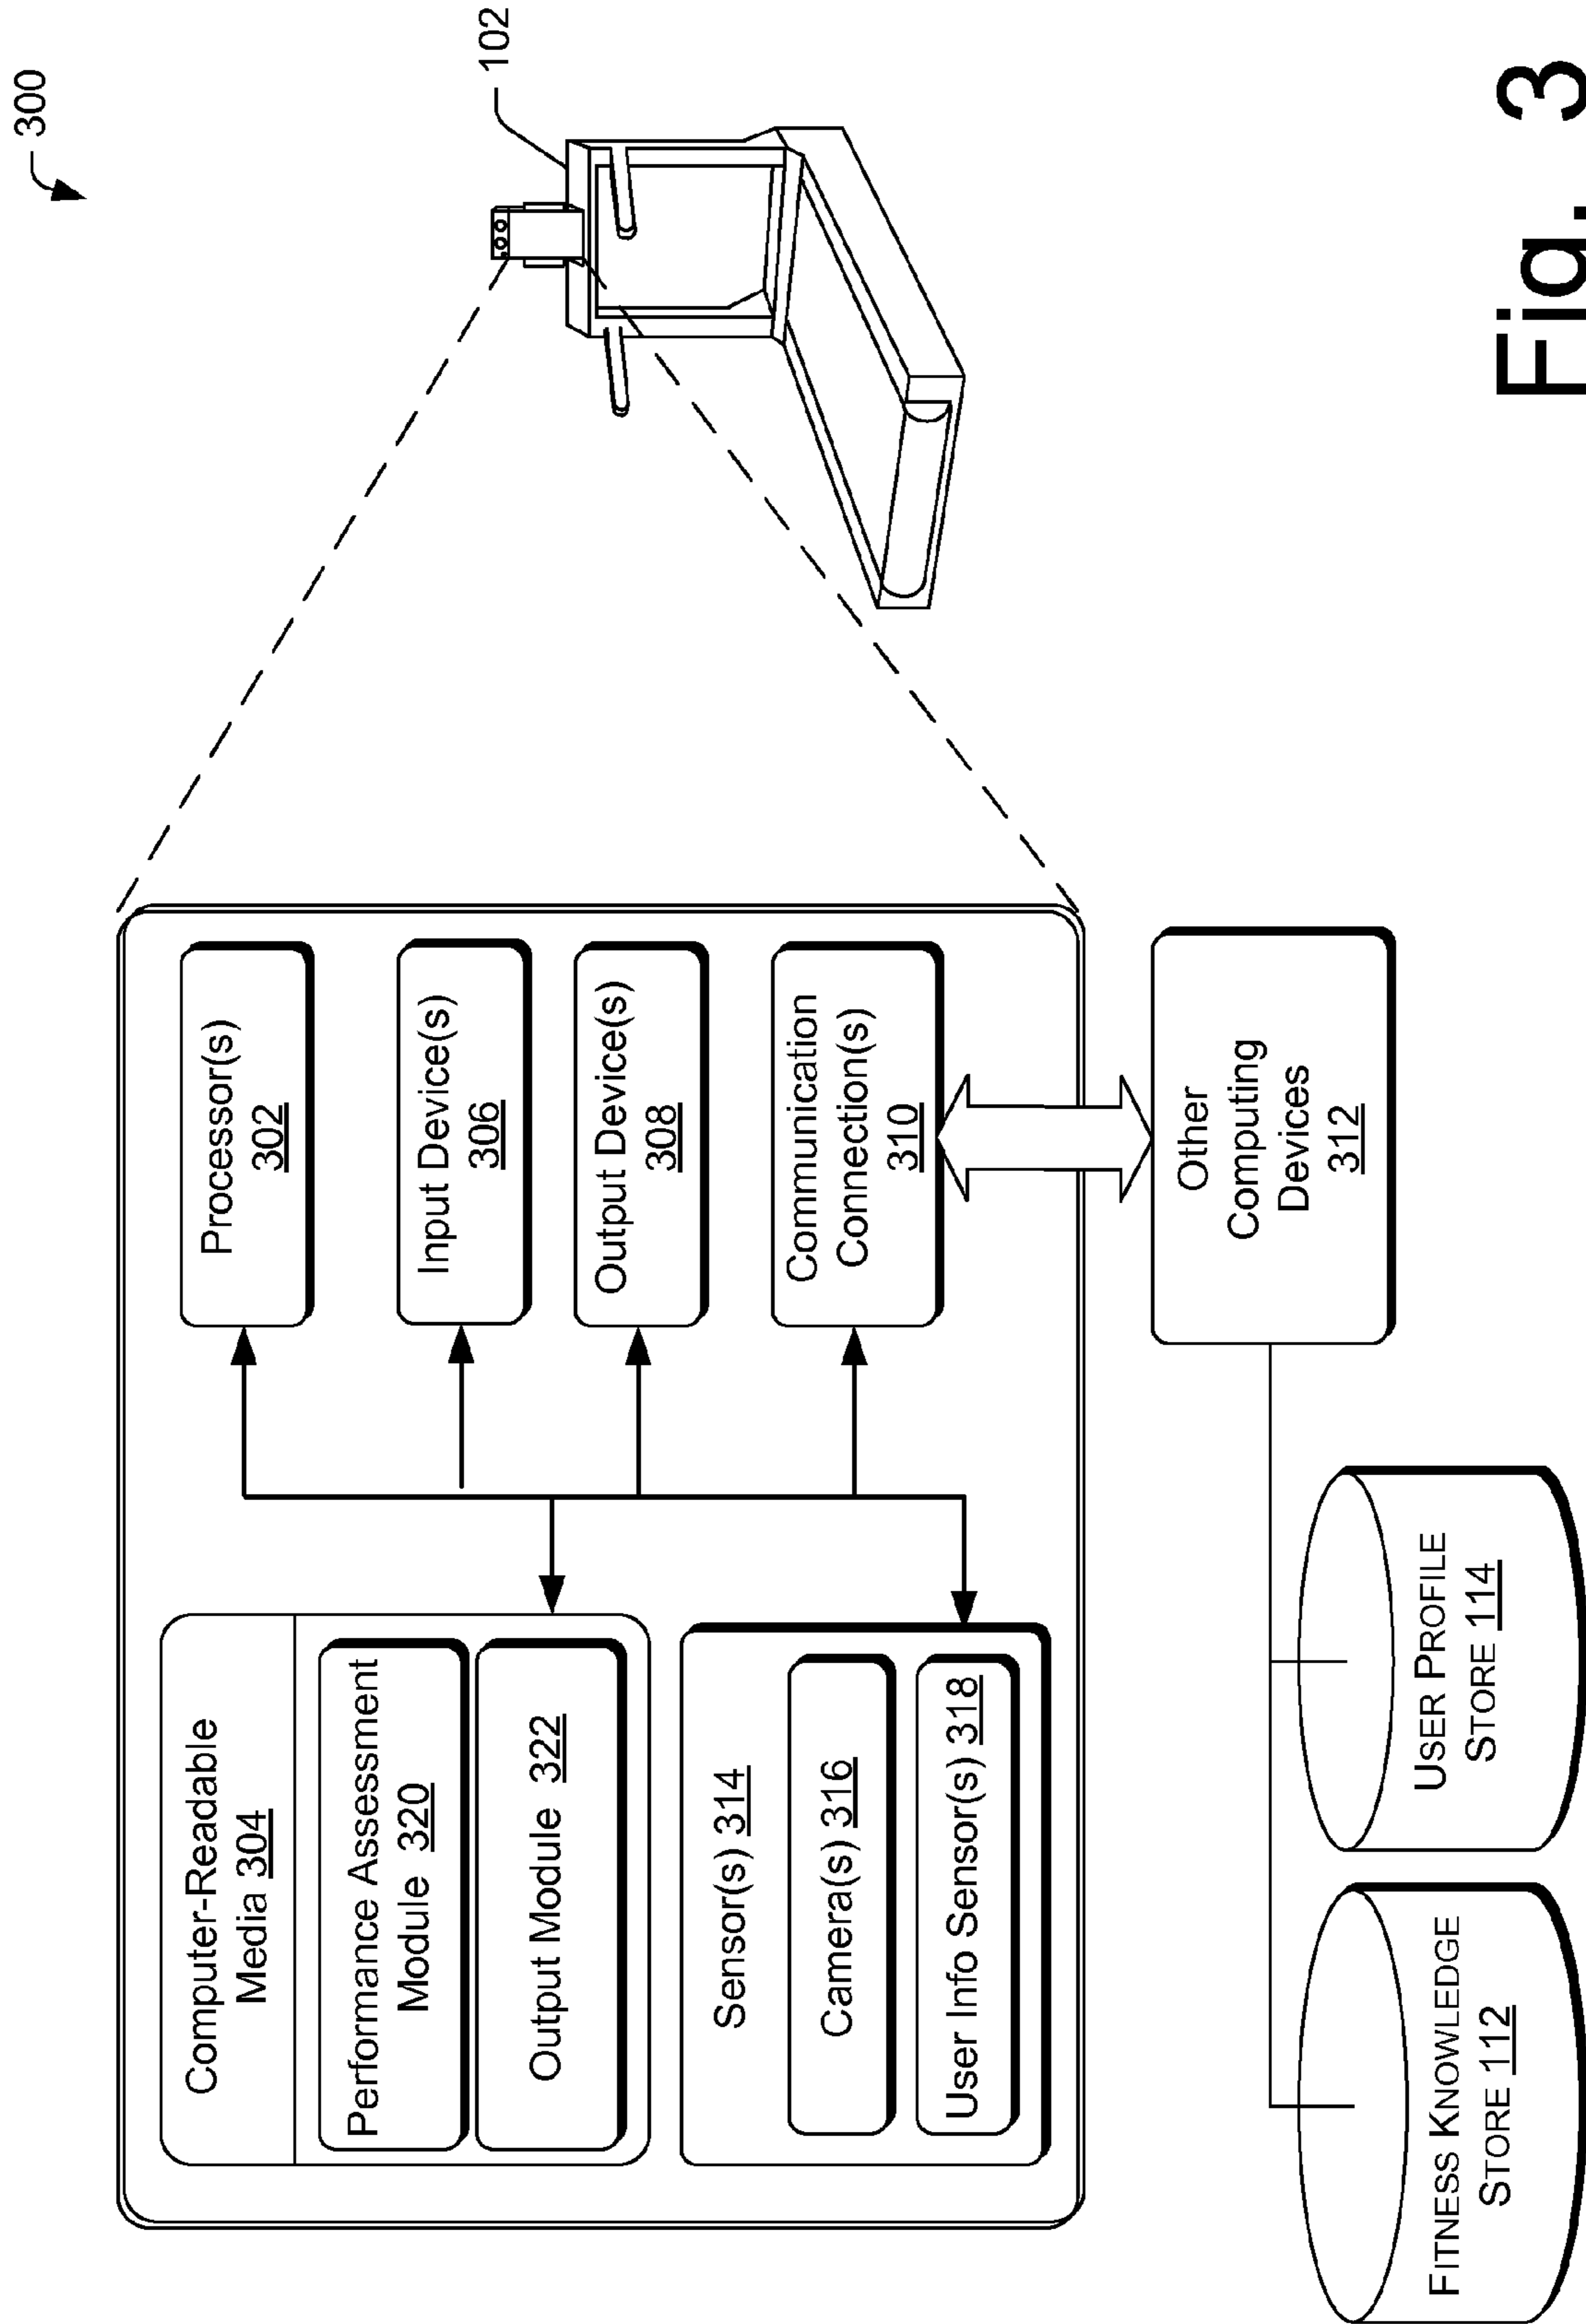 300
102
Computer-Readable
Media 304
Performance Assessment
Module 320
Output Module 322
Sensor(s) 314
Camera(s) 316
User Info Sensor(s) 318
Processor(s)
302
Input Device(s)
306
Output Device(s)
308
Communication
Connection(s)
310
Other
Computing
Devices
312
FITNESS KNOWLEDGE
STORE 112
USER PROFILE
STORE 114
Fig. 3